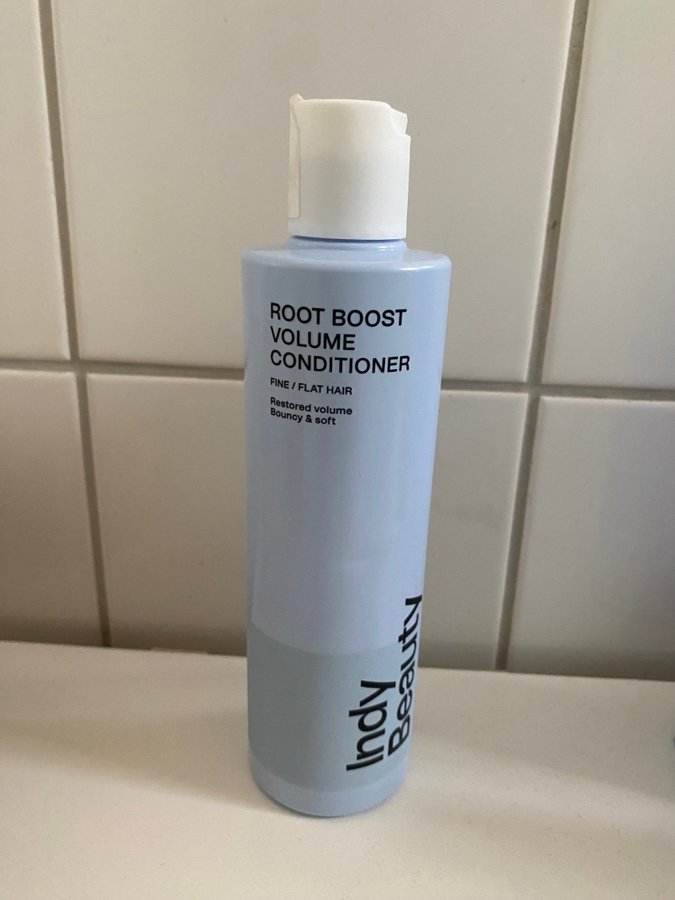 ROOT BOOST
VOLUME
CONDITIONER
FINE / FLAT HAIR
Restored volume
Bouncy & soft
Indy
Beauty